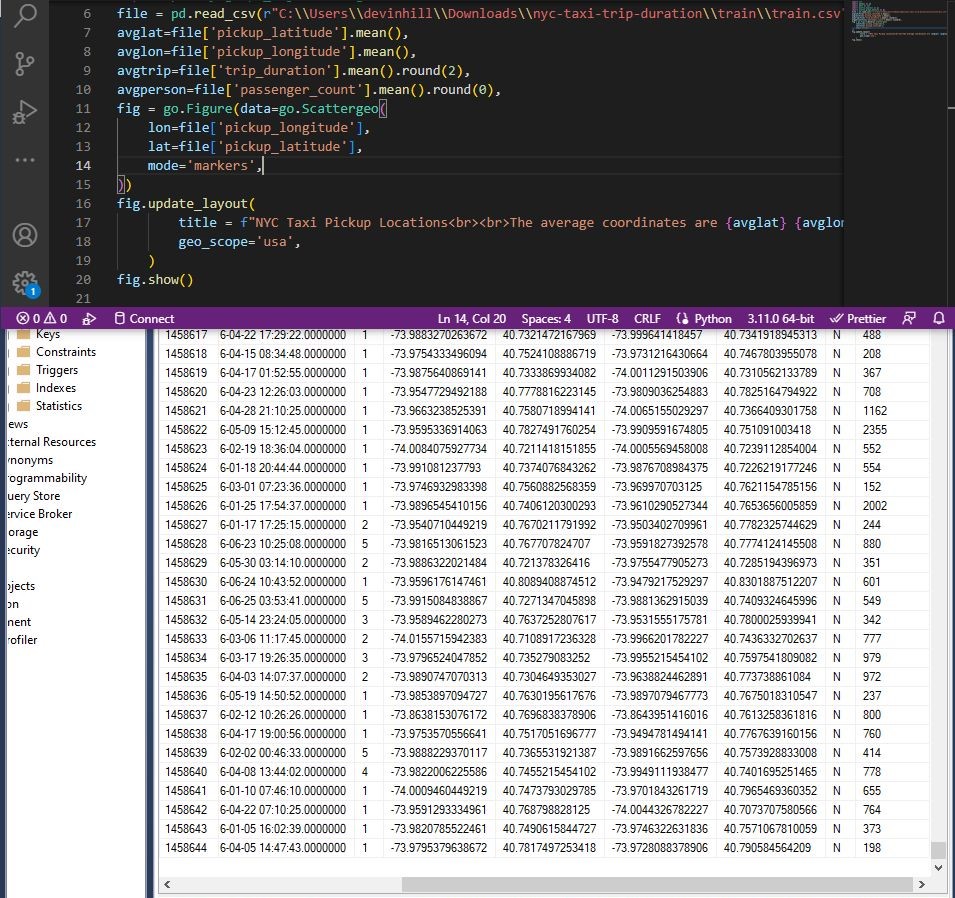 6 file = pd.read_csv(r"C:\\Users\\devinhill\\Downloads\\nyc-taxi-trip-duration\\train\\train.csv
7 avglat=file['pickup_latitude'].mean(),
8 avglon=file['pickup_longitude'].mean(),
9 avgtrip=file['trip_duration'].mean().round(2),
10 avgperson=file['passenger_count'].mean().round(0),
11 fig = go.Figure(data=go.Scattergeo(
12 lon=file['pickup_longitude'],
13 lat=file['pickup_latitude'],
14 mode='markers',
15 ))
16 fig.update_layout(
17 title = f"NYC Taxi Pickup Locations<br><br>The average coordinates are {avglat} {avglon
18 geo_scope='usa',
19 )
20 fig.show()
21
1
0 0 Connect Ln 14, Col 20 Spaces: 4 UTF-8 CRLF Python 3.11.0 64-bit Prettier
Keys
Constraints
Triggers
Indexes
Statistics
ews
ternal Resources
ynonyms
rogrammability
uery Store
ervice Broker
orage
ecurity
bjects
on
ment
rofiler
1458617 6-04-22 17:29:22.0000000 1 -73.9883270263672 40.7321472167969 -73.999641418457 40.7341918945313 N 488
1458618 6-04-15 08:34:48.0000000 1 -73.9754333496094 40.7524108886719 -73.9731216430664 40.7467803955078 N 208
1458619 6-04-17 01:52:55.0000000 1 -73.9875640869141 40.7333869934082 -74.0011291503906 40.7310562133789 N 367
1458620 6-04-23 12:26:03.0000000 1 -73.9547729492188 40.7778816223145 -73.9809036254883 40.7825164794922 N 708
1458621 6-04-28 21:10:25.0000000 1 -73.9663238525391 40.7580718994141 -74.0065155029297 40.7366409301758 N 1162
1458622 6-05-09 15:12:45.0000000 1 -73.9595336914063 40.7827491760254 -73.9909591674805 40.751091003418 N 2355
1458623 6-02-19 18:36:04.0000000 1 -74.0084075927734 40.7211418151855 -74.0005569458008 40.7239112854004 N 552
1458624 6-01-18 20:44:44.0000000 1 -73.991081237793 40.7374076843262 -73.9876708984375 40.7226219177246 N 554
1458625 6-03-01 07:23:36.0000000 1 -73.9746932983398 40.7560882568359 -73.969970703125 40.7621154785156 N 152
1458626 6-01-25 17:54:37.0000000 1 -73.9896545410156 40.7406120300293 -73.9610290527344 40.7653656005859 N 2002
1458627 6-01-17 17:25:15.0000000 2 -73.9540710449219 40.7670211791992 -73.9503402709961 40.7782325744629 N 244
1458628 6-06-23 10:25:08.0000000 5 -73.9816513061523 40.767707824707 -73.9591827392578 40.7774124145508 N 880
1458629 6-05-30 03:14:10.0000000 2 -73.9886322021484 40.721378326416 -73.9755477905273 40.7285194396973 N 351
1458630 6-06-24 10:43:52.0000000 1 -73.9596176147461 40.8089408874512 -73.9479217529297 40.8301887512207 N 601
1458631 6-06-25 03:53:41.0000000 5 -73.9915084838867 40.7271347045898 -73.9881362915039 40.7409324645996 N 549
1458632 6-05-14 23:24:05.0000000 3 -73.9589462280273 40.7637252807617 -73.9531555175781 40.7800025939941 N 342
1458633 6-03-06 11:17:45.0000000 2 -74.0155715942383 40.7108917236328 -73.9966201782227 40.7436332702637 N 777
1458634 6-03-17 19:26:35.0000000 3 -73.9796524047852 40.735279083252 -73.9955215454102 40.7597541809082 N 979
1458635 6-04-03 14:07:37.0000000 2 -73.9890747070313 40.7304649353027 -73.9638824462891 40.773738861084 N 972
1458636 6-05-19 14:50:52.0000000 1 -73.9853897094727 40.7630195617676 -73.9897079467773 40.7675018310547 N 237
1458637 6-02-12 10:26:26.0000000 1 -73.8638153076172 40.7696838378906 -73.8643951416016 40.7613258361816 N 800
1458638 6-04-17 19:00:56.0000000 1 -73.9753570556641 40.7517051696777 -73.9494781494141 40.7767639160156 N 760
1458639 6-02-02 00:46:33.0000000 5 -73.9888229370117 40.7365531921387 -73.9891662597656 40.7573928833008 N 414
1458640 6-04-08 13:44:02.0000000 4 -73.9822006225586 40.7455215454102 -73.9949111938477 40.7401695251465 N 778
1458641 6-01-10 07:46:10.0000000 1 -74.0009460449219 40.7473793029785 -73.9701843261719 40.7965469360352 N 655
1458642 6-04-22 07:10:25.0000000 1 -73.9591293334961 40.768798828125 -74.0044326782227 40.7073707580566 N 764
1458643 6-01-05 16:02:39.0000000 1 -73.9820785522461 40.7490615844727 -73.9746322631836 40.7571067810059 N 373
1458644 6-04-05 14:47:43.0000000 1 -73.9795379638672 40.7817497253418 -73.9728088378906 40.790584564209 N 198